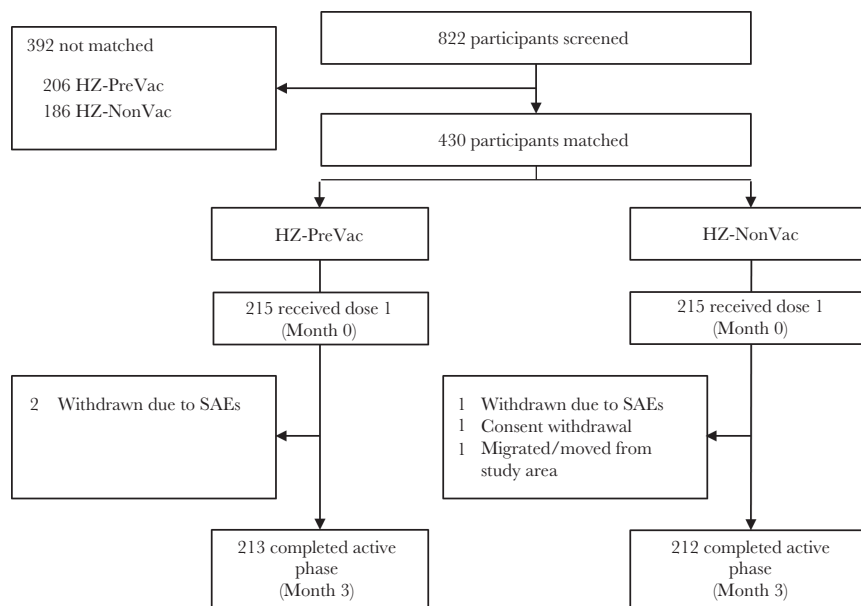 822 participants screened
392 not matched
206 HZ-PreVac
186 HZ-NonVac
430 participants matched
HZ-PreVac
HZ-NonVac
215 received dose 1
(Month 0)
215 received dose 1
(Month 0)
2 Withdrawn due to SAEs
1 Withdrawn due to SAEs
1 Consent withdrawal
1 Migrated/moved from
study area
213 completed active
phase
(Month 3)
212 completed active
phase
(Month 3)